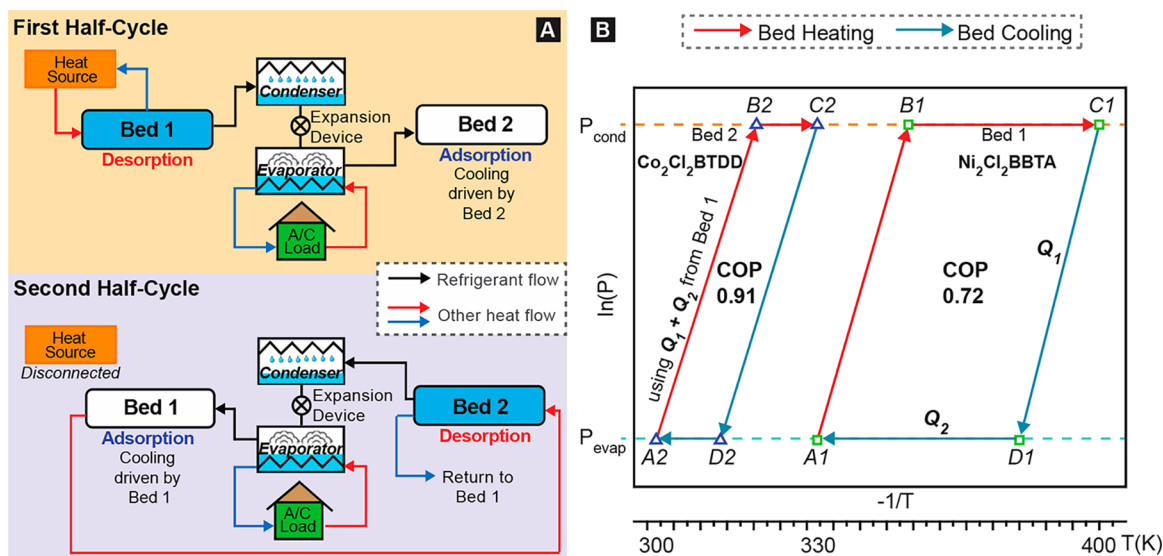 First Half-Cycle
A
Heat
Source
Bed 1
Desorption
Condenser
Expansion
Device
Evaporator
A/C
Load
Bed 2
Adsorption
Cooling
driven by
Bed 2
Second Half-Cycle
Refrigerant flow
Other heat flow
Heat
Source
Disconnected
Bed 1
Adsorption
Cooling
driven by
Bed 1
Condenser
Expansion
Device
Evaporator
A/C
Load
Bed 2
Desorption
Return to
Bed 1
B
Bed Heating
Bed Cooling
B2
C2
B1
C1
P_cond
Bed 2
Bed 1
Co₂Cl₂BTDD
Ni₂Cl₂BBTA
using Q₁ + Q₂ from Bed 1
COP
0.91
COP
0.72
Q₁
Q₂
ln(P)
P_evap
A2
D2
A1
D1
-1/T
300
330
400
T(K)